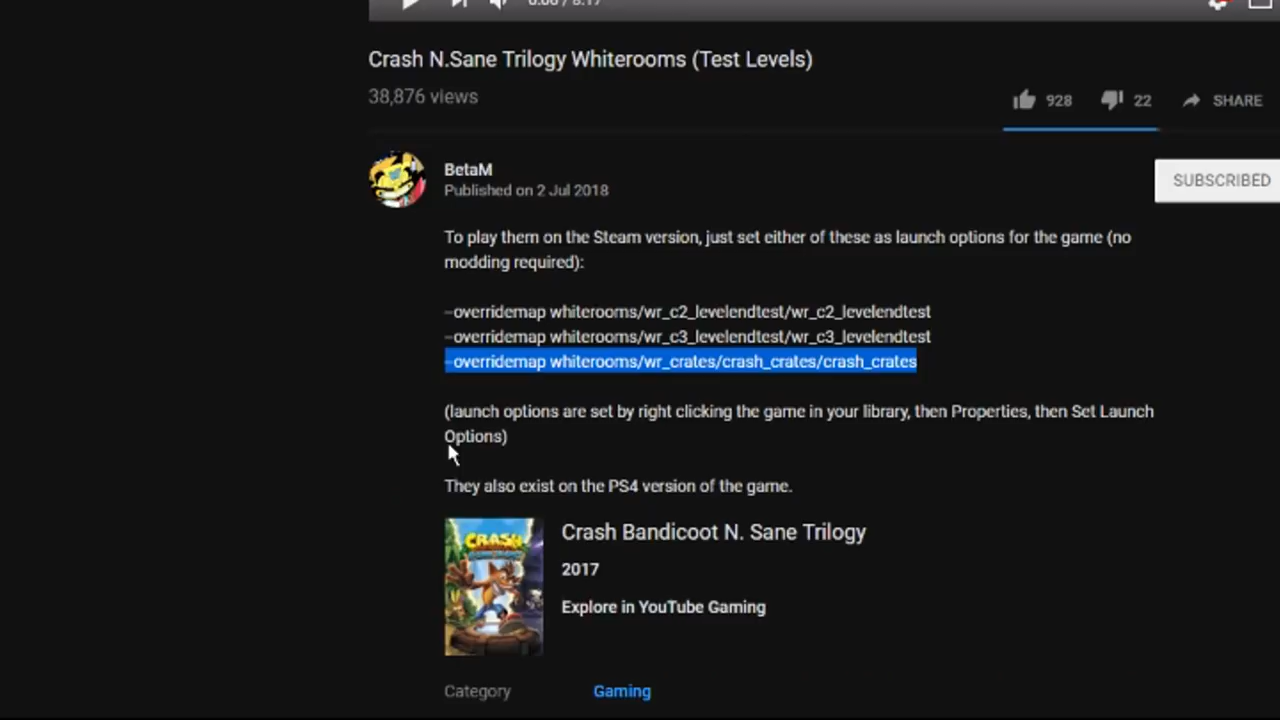 0:00 / 8:17
Crash N.Sane Trilogy Whiterooms (Test Levels)
38,876 views
928
22
SHARE
BetaM
Published on 2 Jul 2018
SUBSCRIBED
To play them on the Steam version, just set either of these as launch options for the game (no
modding required):
-overridemap whiterooms/wr_c2_levelendtest/wr_c2_levelendtest
-overridemap whiterooms/wr_c3_levelendtest/wr_c3_levelendtest
-overridemap whiterooms/wr_crates/crash_crates/crash_crates
(launch options are set by right clicking the game in your library, then Properties, then Set Launch
Options)
They also exist on the PS4 version of the game.
CRASH
Crash Bandicoot N. Sane Trilogy
2017
Explore in YouTube Gaming
Category
Gaming